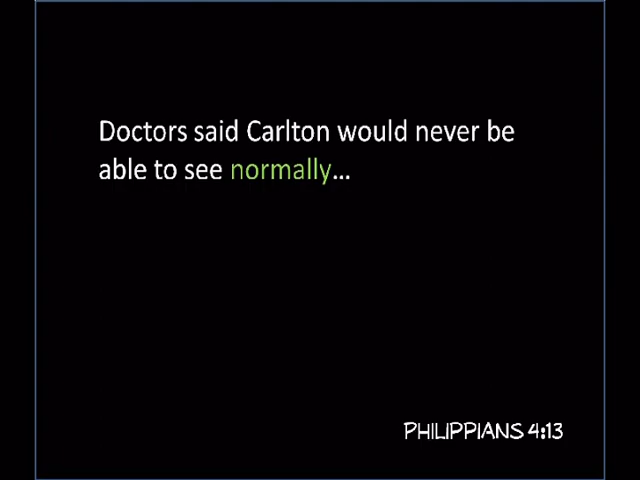 Doctors said Carlton would never be
able to see normally...
PHILIPPIANS 4:13